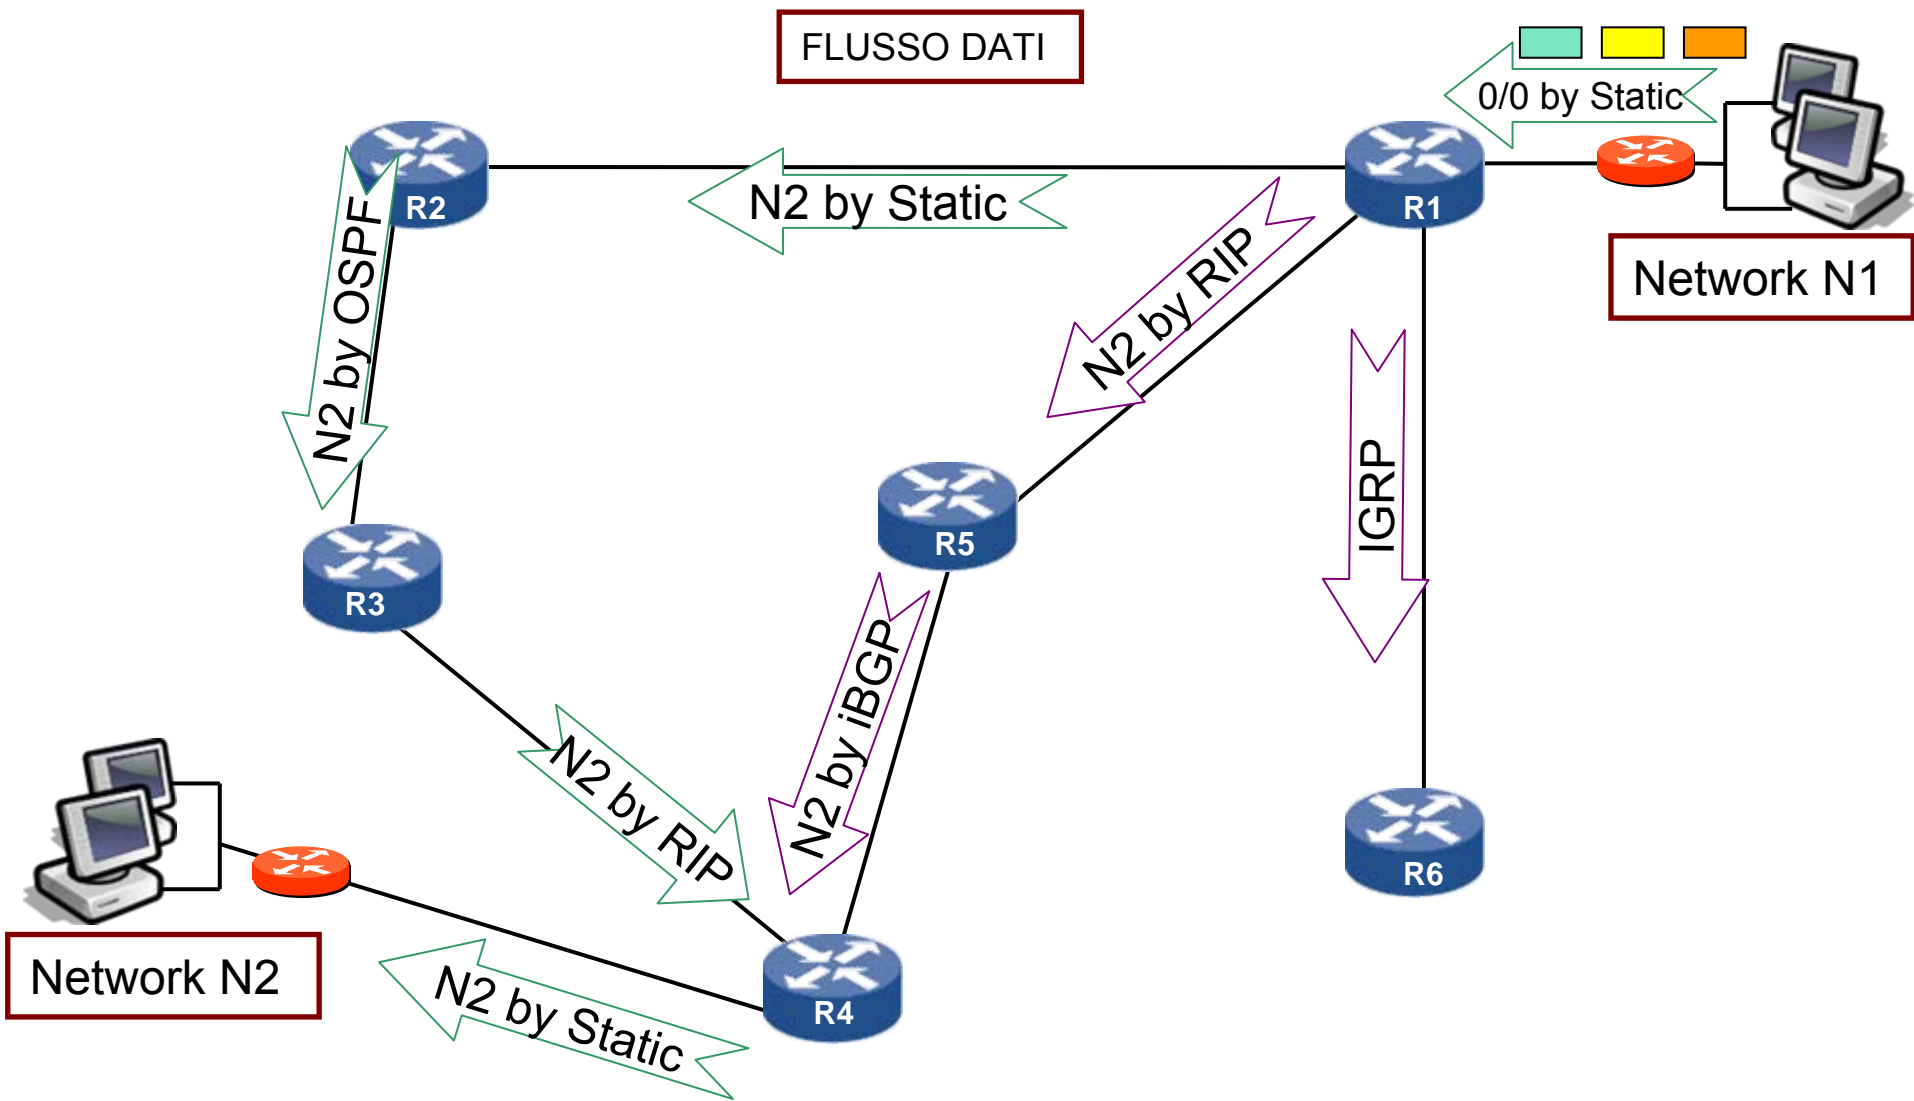 FLUSSO DATI
0/0 by Static
R2
N2 by Static
R1
Network N1
N2 by OSPF
N2 by RIP
IGRP
R5
R3
N2 by iBGP
N2 by RIP
R6
Network N2
R4
N2 by Static